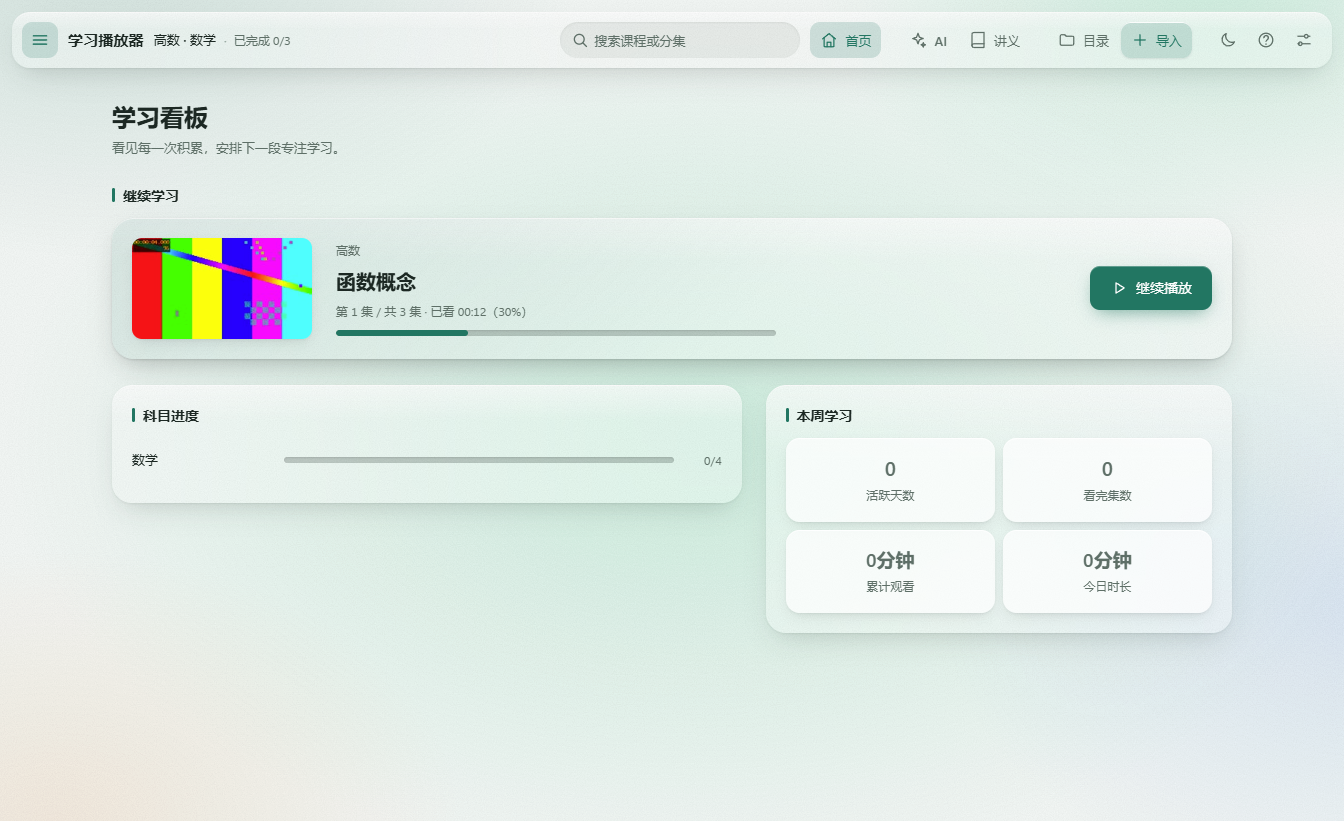 学习播放器 高数 · 数学 · 已完成 0/3
搜索课程或分集
首页
AI
讲义
目录
导入
学习看板
看见每一次积累，安排下一段专注学习。
继续学习
高数
函数概念
第 1 集 / 共 3 集 · 已看 00:12（30%）
继续播放
科目进度
数学
0/4
本周学习
0
活跃天数
0
看完集数
0分钟
累计观看
0分钟
今日时长